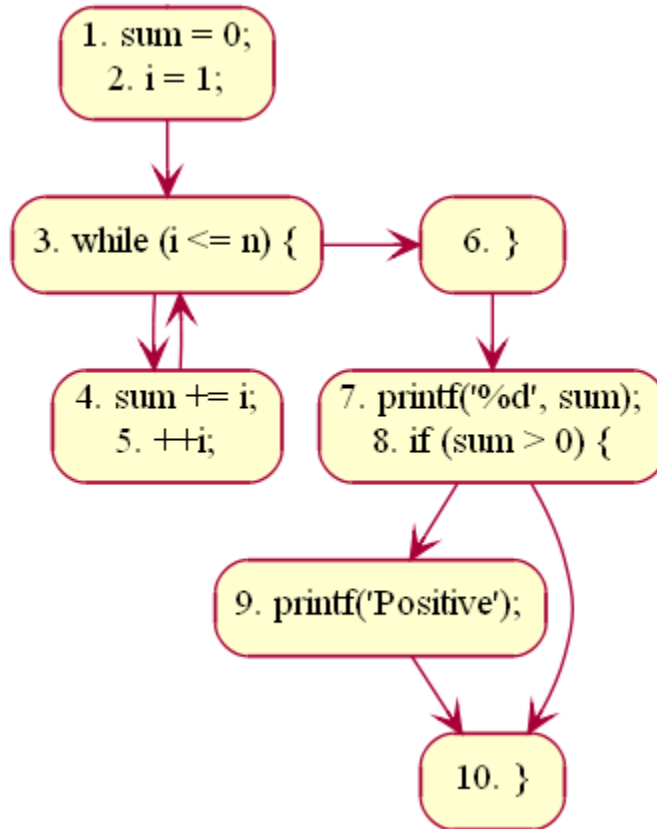 1. sum = 0;
2. i = 1;
3. while (i <= n) {
6. }
4. sum += i;
5. ++i;
7. printf('%d', sum);
8. if (sum > 0) {
9. printf('Positive');
10. }